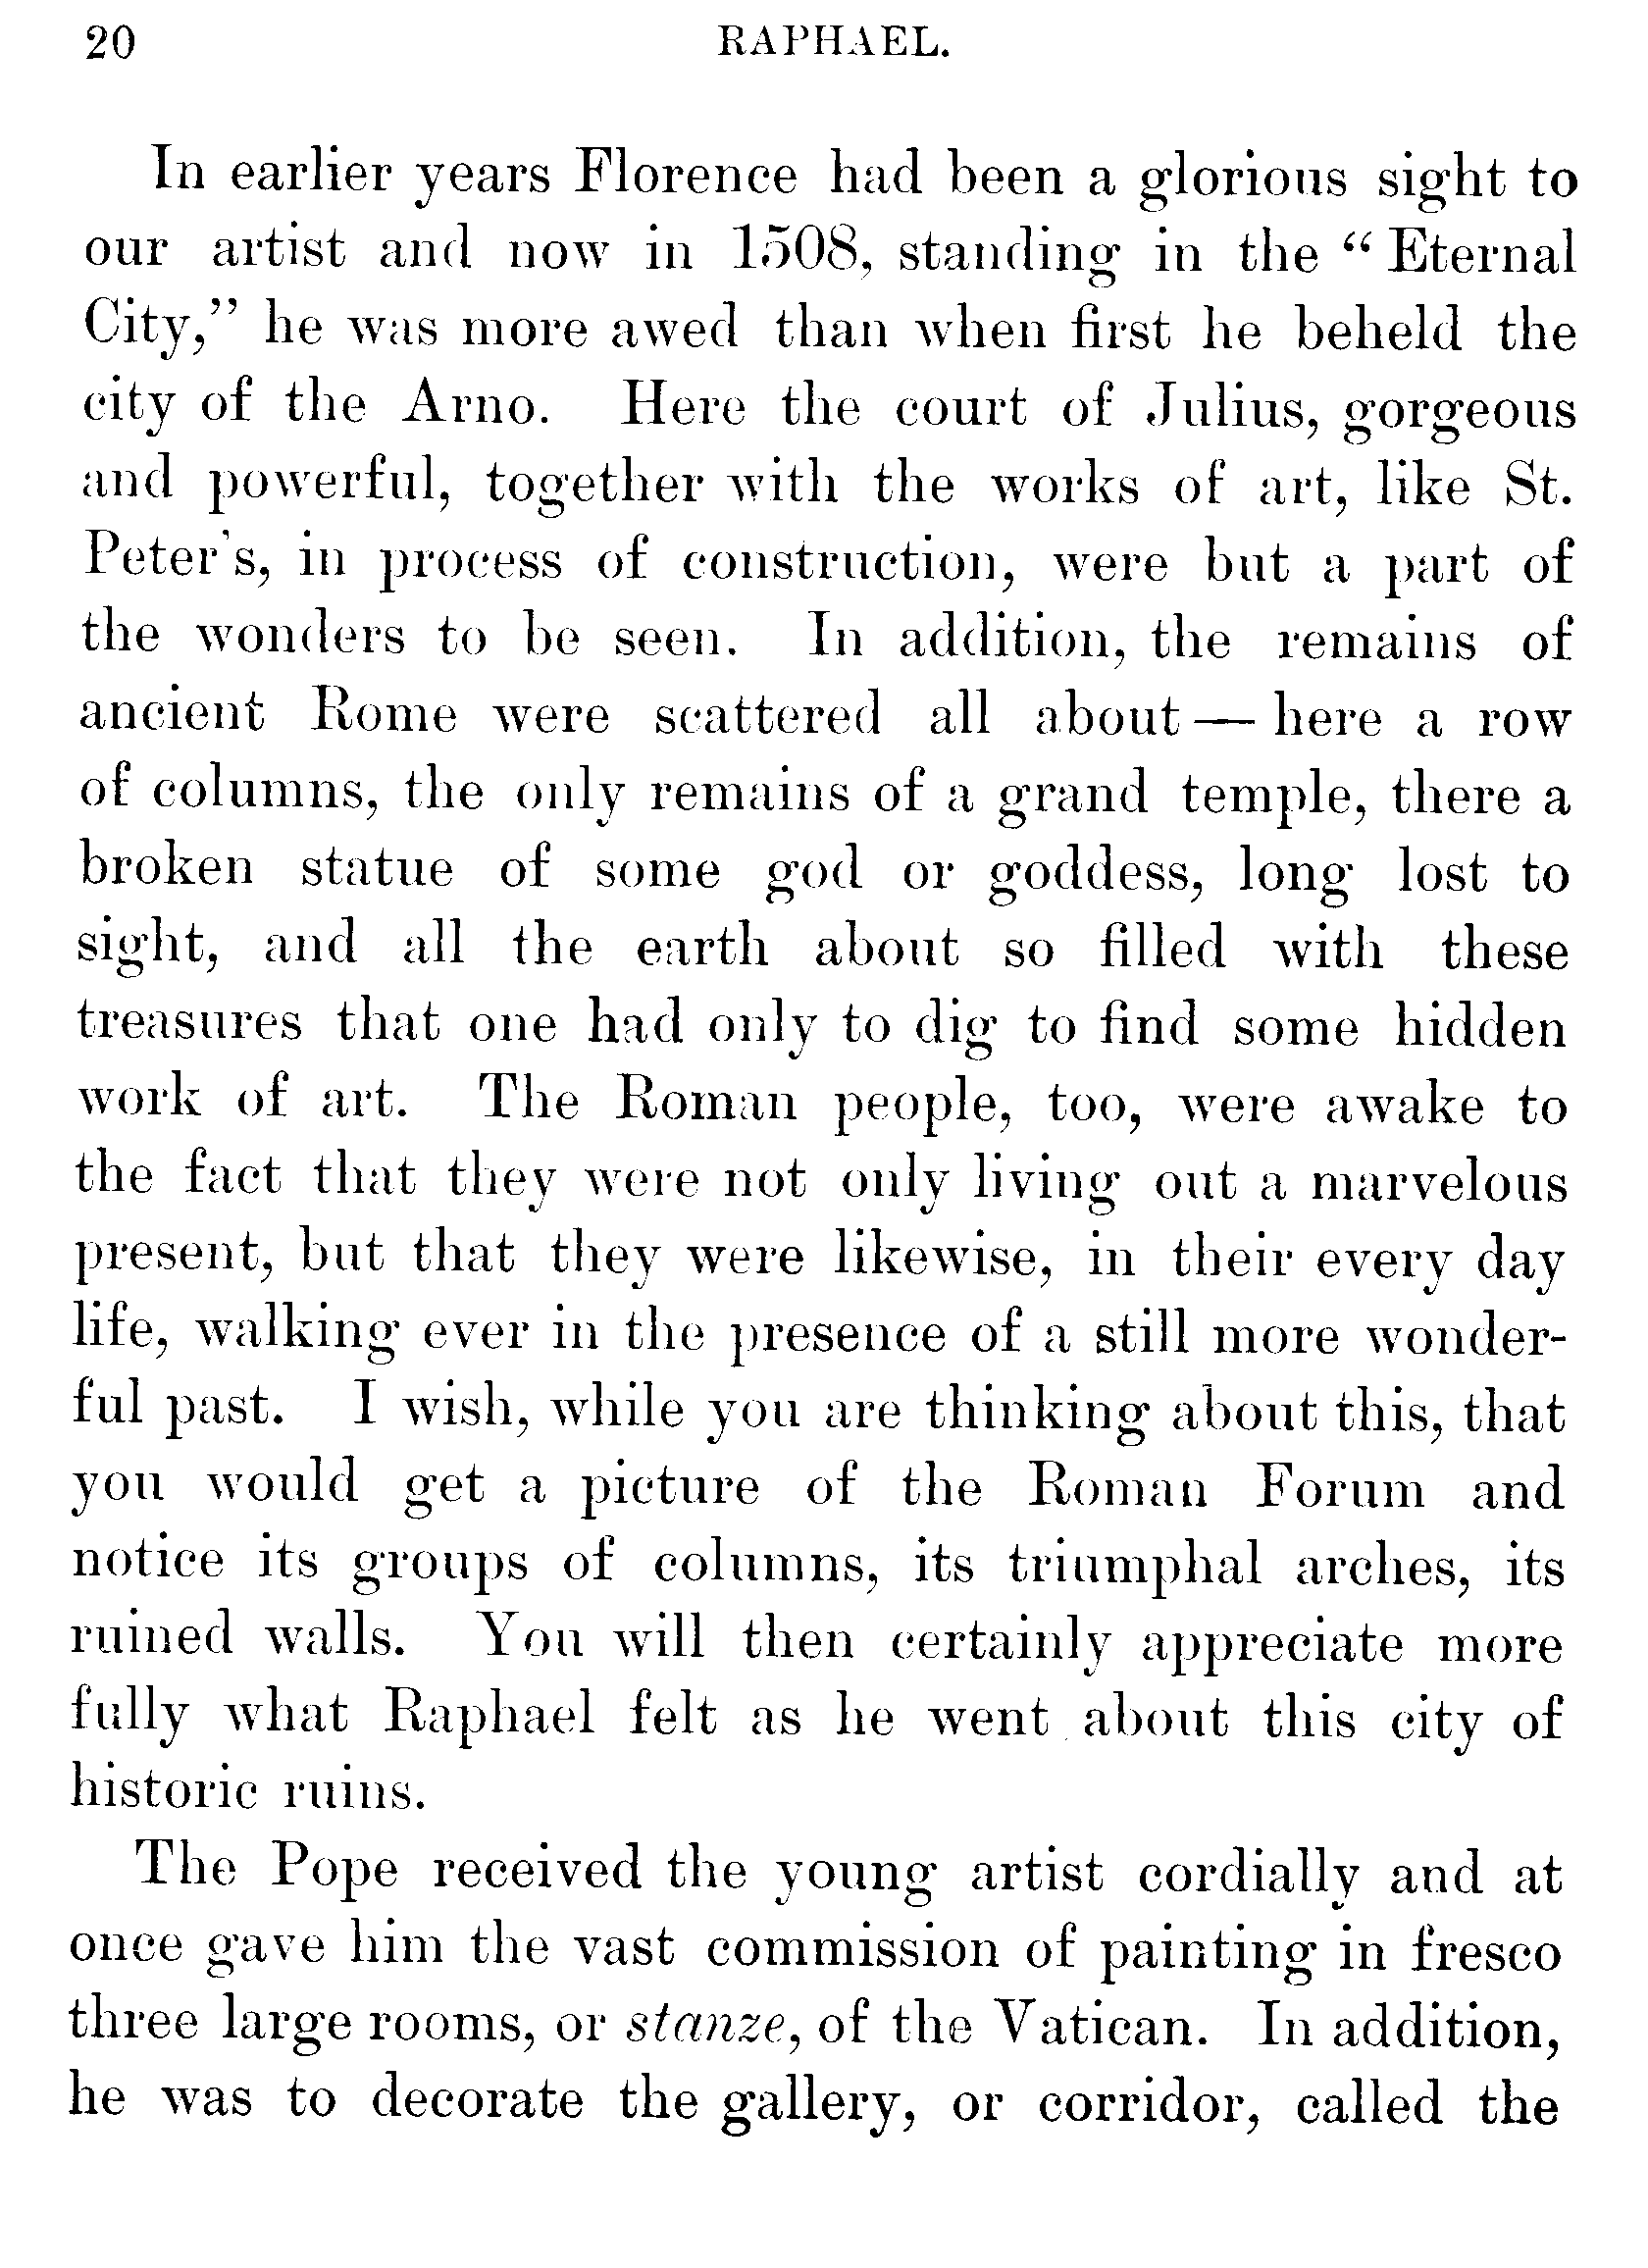 20 RAPHAEL.
In earlier years Florence had been a glorious sight to
our artist and now in 1508, standing in the “Eternal
City,” he was more awed than when first he beheld the
city of the Arno. Here the court of Julius, gorgeous
and powerful, together with the works of art, like St.
Peter's, in process of construction, were but a part of
the wonders to be seen. In addition, the remains of
ancient Rome were scattered all about — here a row
of columns, the only remains of a grand temple, there a
broken statue of some god or goddess, long lost to
sight, and all the earth about so filled with these
treasures that one had only to dig to find some hidden
work of art. The Roman people, too, were awake to
the fact that they were not only living out a marvelous
present, but that they were likewise, in their every day
life, walking ever in the presence of a still more wonder-
ful past. I wish, while you are thinking about this, that
you would get a picture of the Roman Forum and
notice its groups of columns, its triumphal arches, its
ruined walls. You will then certainly appreciate more
fully what Raphael felt as he went about this city of
historic ruins.
The Pope received the young artist cordially and at
once gave him the vast commission of painting in fresco
three large rooms, or stanze, of the Vatican. In addition,
he was to decorate the gallery, or corridor, called the